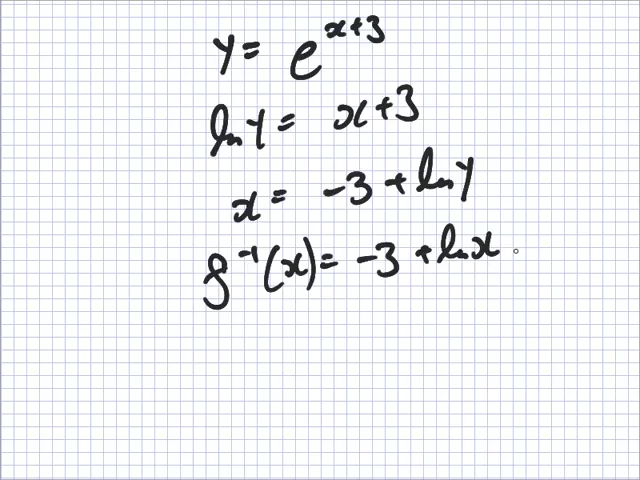 y = e^{x+3}
ln y = x+3
x = -3 + ln y
f^{-1}(x) = -3 + ln x